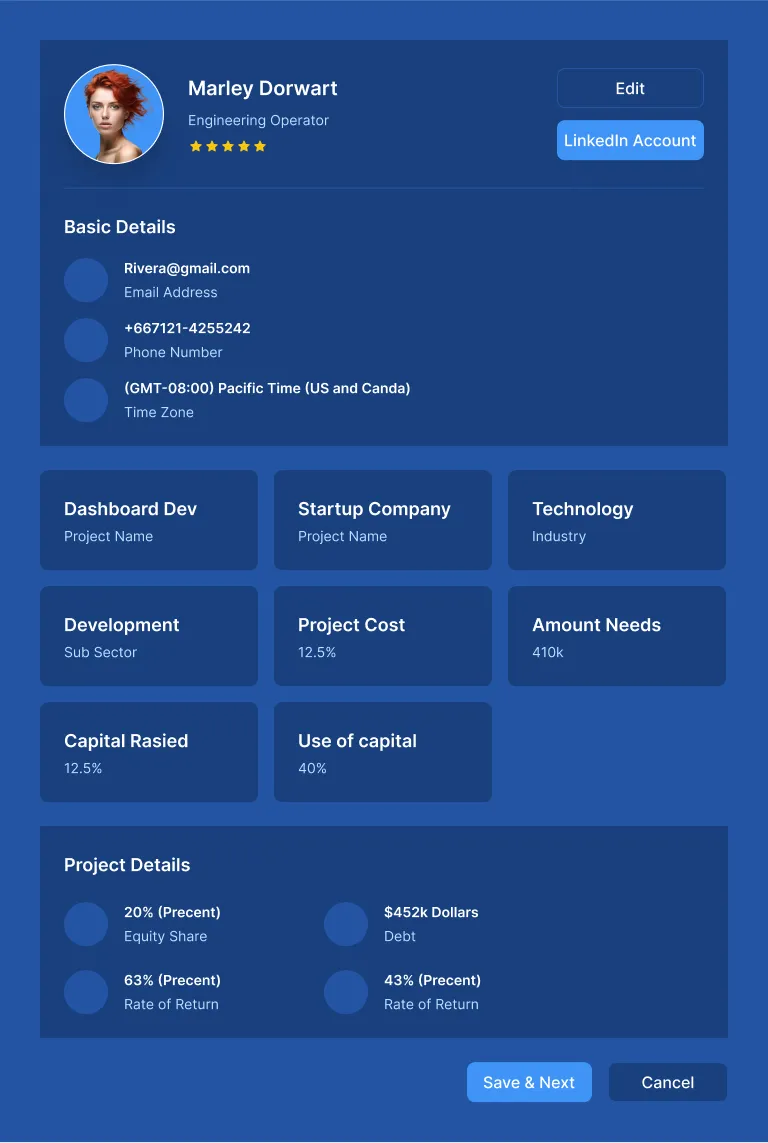 Marley Dorwart
Engineering Operator
Edit
LinkedIn Account
Basic Details
Rivera@gmail.com
Email Address
+667121-4255242
Phone Number
(GMT-08:00) Pacific Time (US and Canda)
Time Zone
Dashboard Dev
Project Name
Startup Company
Project Name
Technology
Industry
Development
Sub Sector
Project Cost
12.5%
Amount Needs
410k
Capital Rasied
12.5%
Use of capital
40%
Project Details
20% (Precent)
Equity Share
$452k Dollars
Debt
63% (Precent)
Rate of Return
43% (Precent)
Rate of Return
Save & Next
Cancel